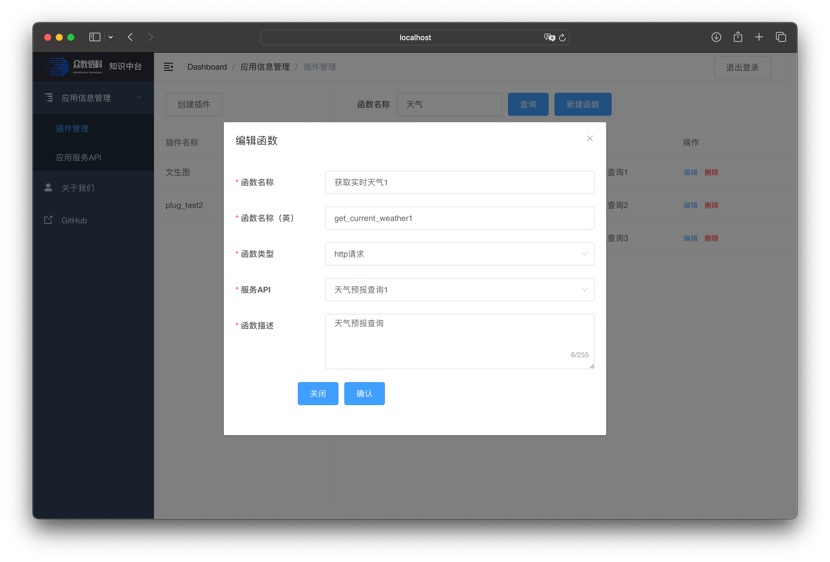 localhost
众数信科 知识中台
Dashboard / 应用信息管理 / 插件管理
退出登录
应用信息管理
插件管理
应用服务API
关于我们
GitHub
创建插件
函数名称 天气 查询 新建函数
插件名称
操作
文生图
查询1 编辑 删除
plug_test2
查询2 编辑 删除
查询3 编辑 删除
编辑函数
* 函数名称 获取实时天气1
* 函数名称（英） get_current_weather1
* 函数类型 http请求
* 服务API 天气预报查询1
* 函数描述 天气预报查询
6/255
关闭 确认